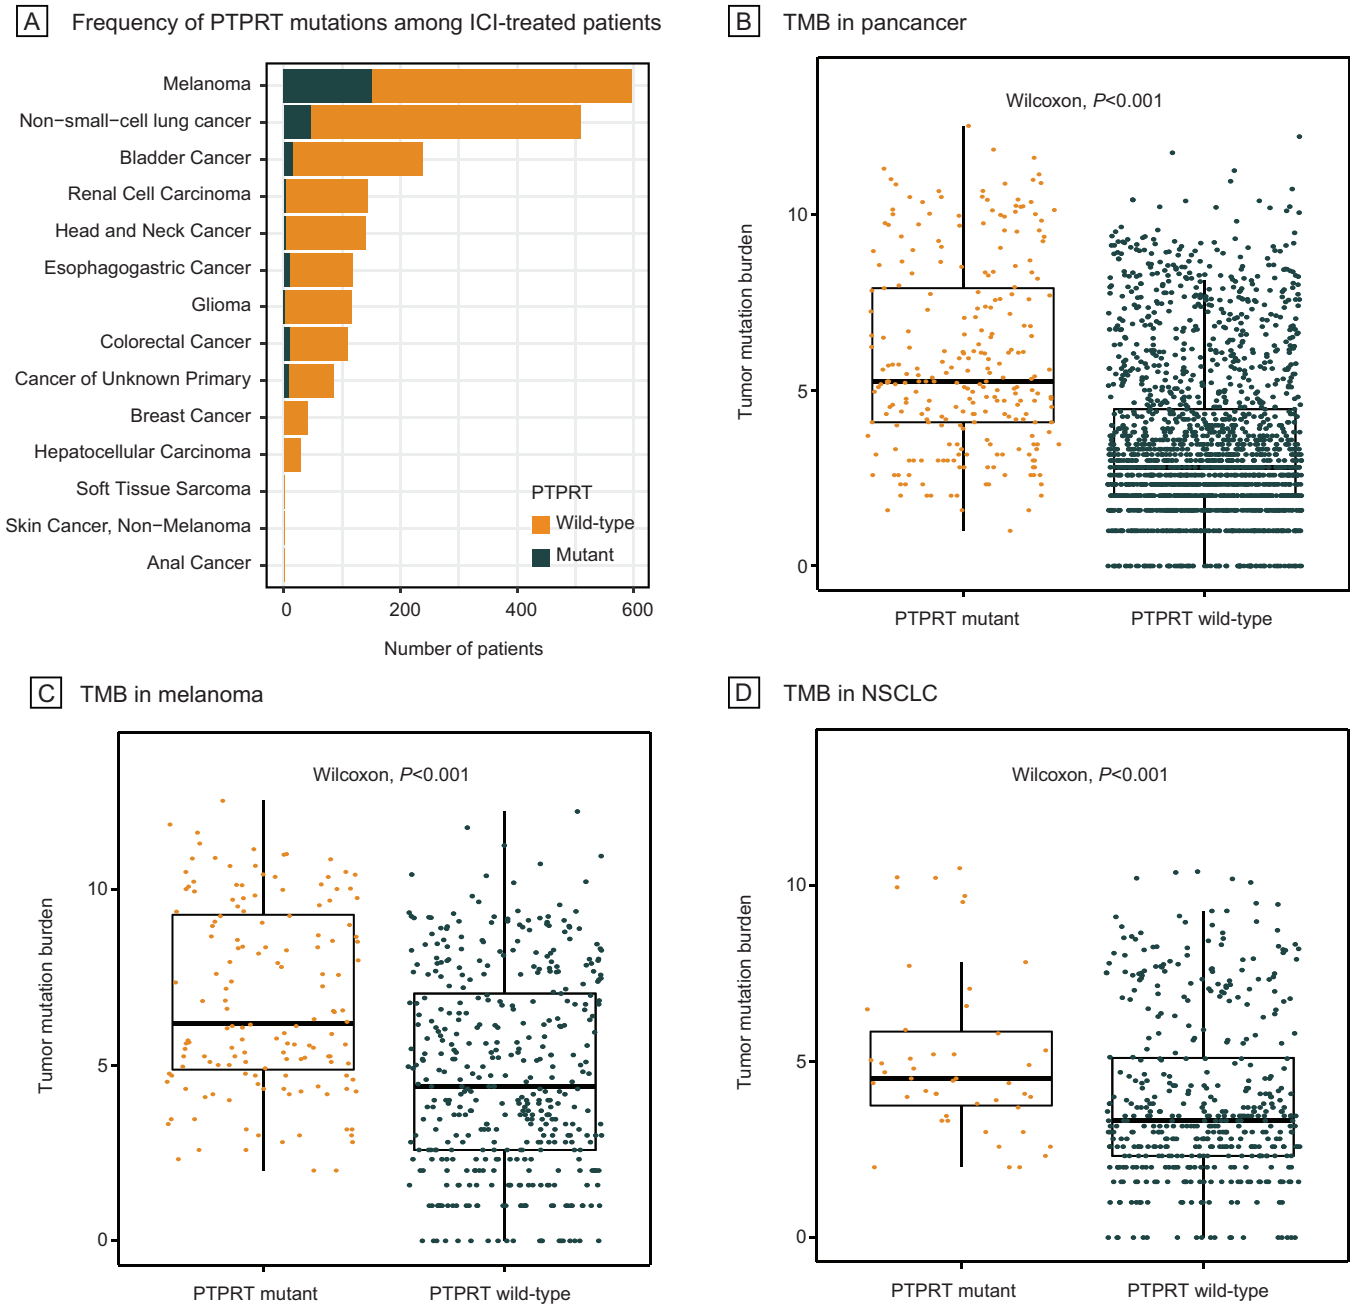 A Frequency of PTPRT mutations among ICI-treated patients
Melanoma
Non−small−cell lung cancer
Bladder Cancer
Renal Cell Carcinoma
Head and Neck Cancer
Esophagogastric Cancer
Glioma
Colorectal Cancer
Cancer of Unknown Primary
Breast Cancer
Hepatocellular Carcinoma
Soft Tissue Sarcoma
Skin Cancer, Non−Melanoma
Anal Cancer
PTPRT
Wild-type
Mutant
0 200 400 600
Number of patients
B TMB in pancancer
Wilcoxon, P<0.001
Tumor mutation burden
10
5
0
PTPRT mutant PTPRT wild-type
C TMB in melanoma
Wilcoxon, P<0.001
Tumor mutation burden
10
5
0
PTPRT mutant PTPRT wild-type
D TMB in NSCLC
Wilcoxon, P<0.001
Tumor mutation burden
10
5
0
PTPRT mutant PTPRT wild-type